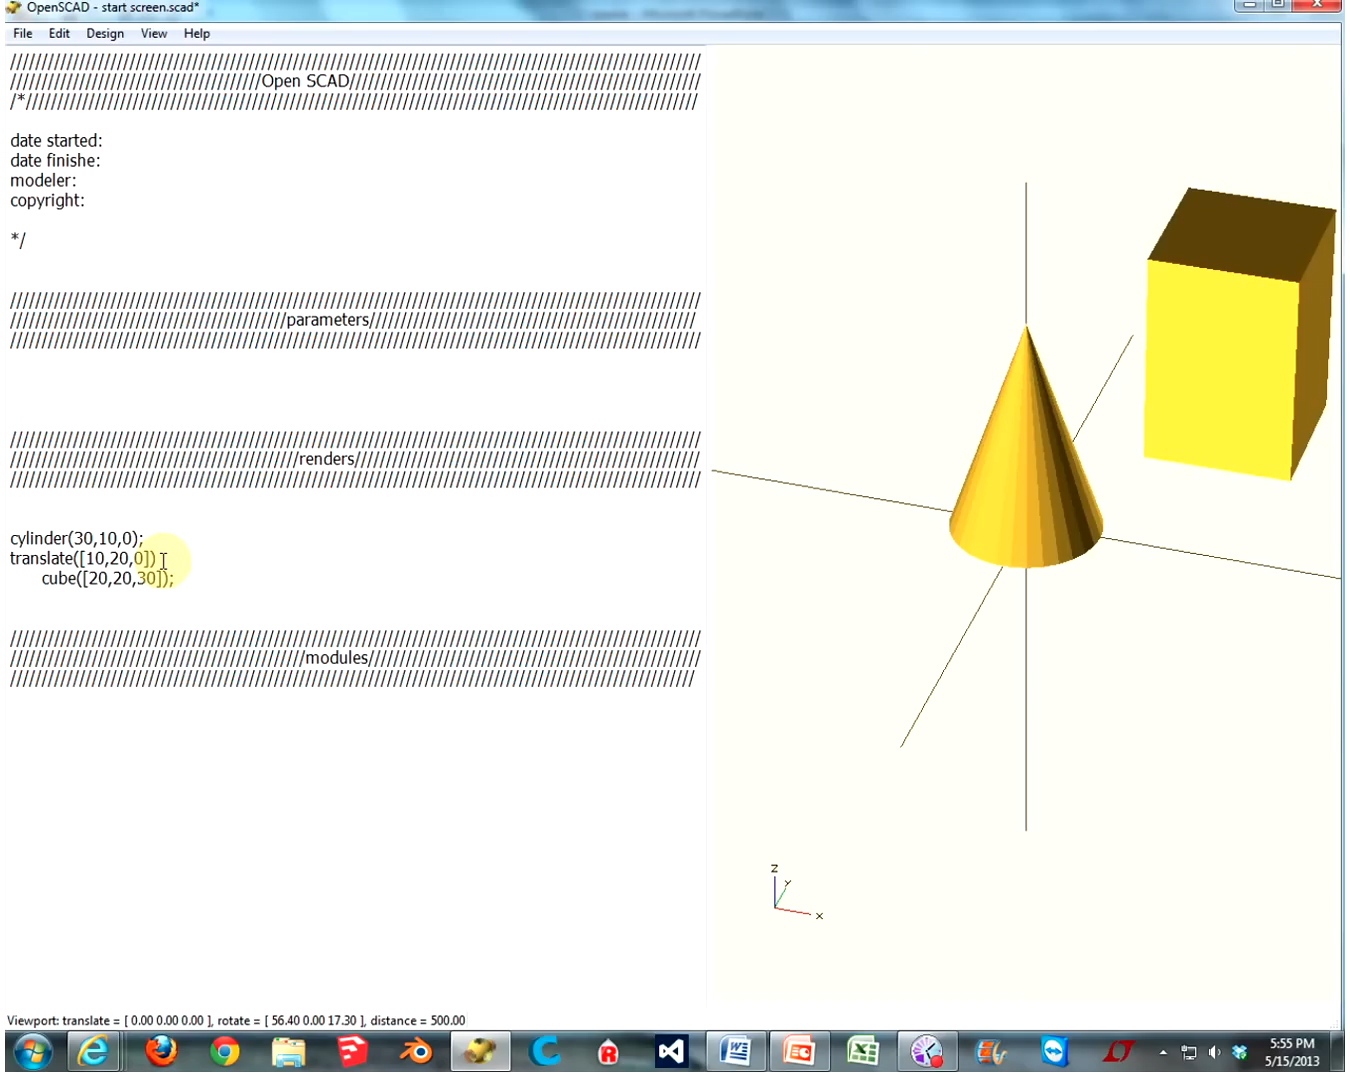 OpenSCAD - start screen.scad*
File Edit Design View Help
////////////////////////////////////////////////////////////////////////////////////////////////////////////////
/////////////////////////////////////////Open SCAD////////////////////////////////////////////////////////
/*//////////////////////////////////////////////////////////////////////////////////////////////////////////////
date started:
date finishe:
modeler:
copyright:
*/
////////////////////////////////////////////////////////////////////////////////////////////////////////////////
/////////////////////////////////////////////parameters/////////////////////////////////////////////////////
////////////////////////////////////////////////////////////////////////////////////////////////////////////////
////////////////////////////////////////////////////////////////////////////////////////////////////////////////
///////////////////////////////////////////////renders////////////////////////////////////////////////////////
////////////////////////////////////////////////////////////////////////////////////////////////////////////////
cylinder(30,10,0);
translate([10,20,0])
cube([20,20,30]);
////////////////////////////////////////////////////////////////////////////////////////////////////////////////
////////////////////////////////////////////////modules/////////////////////////////////////////////////////
///////////////////////////////////////////////////////////////////////////////////////////////////////////////
Z
Y
X
Viewport: translate = [ 0.00 0.00 0.00 ], rotate = [ 56.40 0.00 17.30 ], distance = 500.00
5:55 PM
5/15/2013